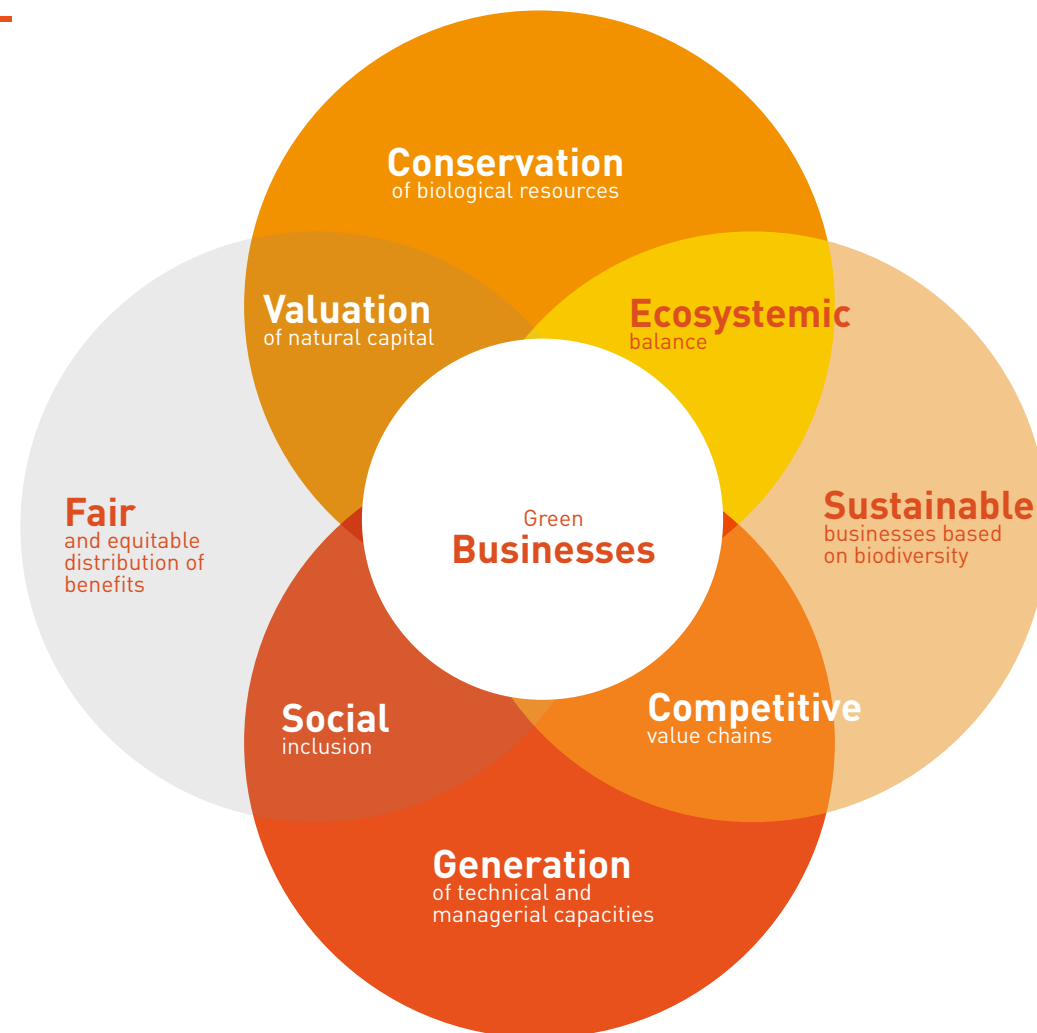 Conservation
of biological resources
Valuation
of natural capital
Ecosystemic
balance
Fair
and equitable
distribution of
benefits
Green
Businesses
Sustainable
businesses based
on biodiversity
Social
inclusion
Competitive
value chains
Generation
of technical and
managerial capacities